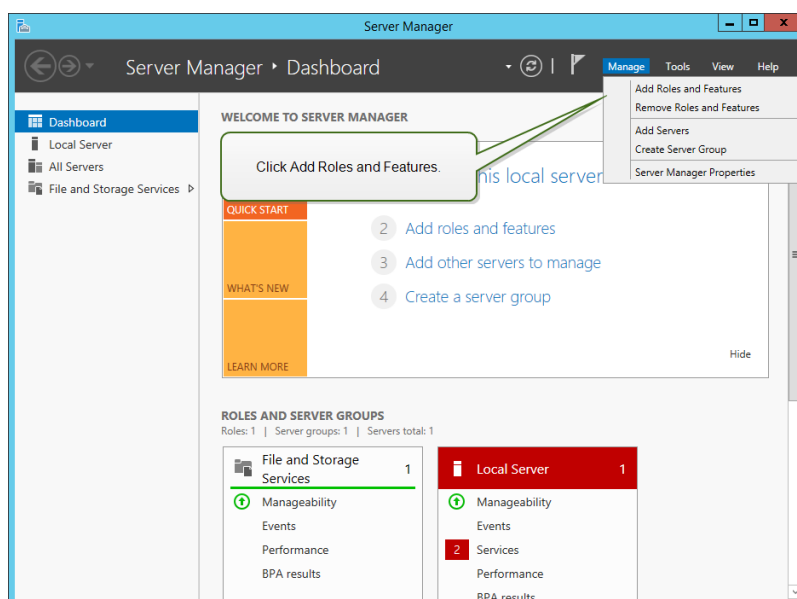 Server Manager
Server Manager • Dashboard
Manage Tools View Help
Add Roles and Features
Remove Roles and Features
Add Servers
Create Server Group
Server Manager Properties
Dashboard
Local Server
All Servers
File and Storage Services
WELCOME TO SERVER MANAGER
Click Add Roles and Features.
his local server
QUICK START
2 Add roles and features
3 Add other servers to manage
WHAT'S NEW
4 Create a server group
Hide
LEARN MORE
ROLES AND SERVER GROUPS
Roles: 1 | Server groups: 1 | Servers total: 1
File and Storage
Services
1
Manageability
Events
Performance
BPA results
Local Server 1
Manageability
Events
2 Services
Performance
BPA results